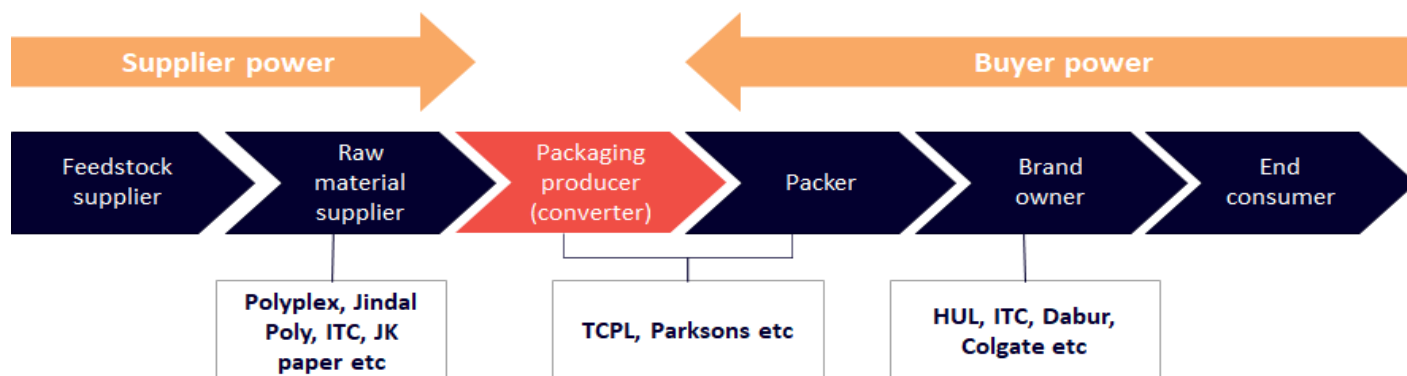 Supplier power
Buyer power
Feedstock
supplier
Raw
material
supplier
Packaging
producer
(converter)
Packer
Brand
owner
End
consumer
Polyplex, Jindal
Poly, ITC, JK
paper etc
TCPL, Parksons etc
HUL, ITC, Dabur,
Colgate etc